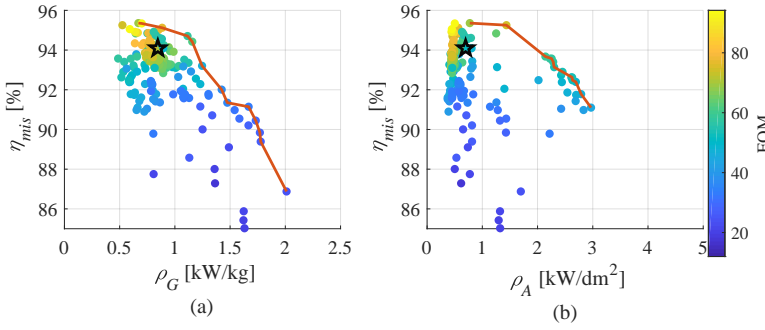 96
94
92
90
88
86
η_mis [%]
0 0.5 1 1.5 2 2.5
ρ_G [kW/kg]
(a)
96
94
92
90
88
86
η_mis [%]
0 1 2 3 4 5
ρ_A [kW/dm²]
(b)
80
60
40
20
FOM